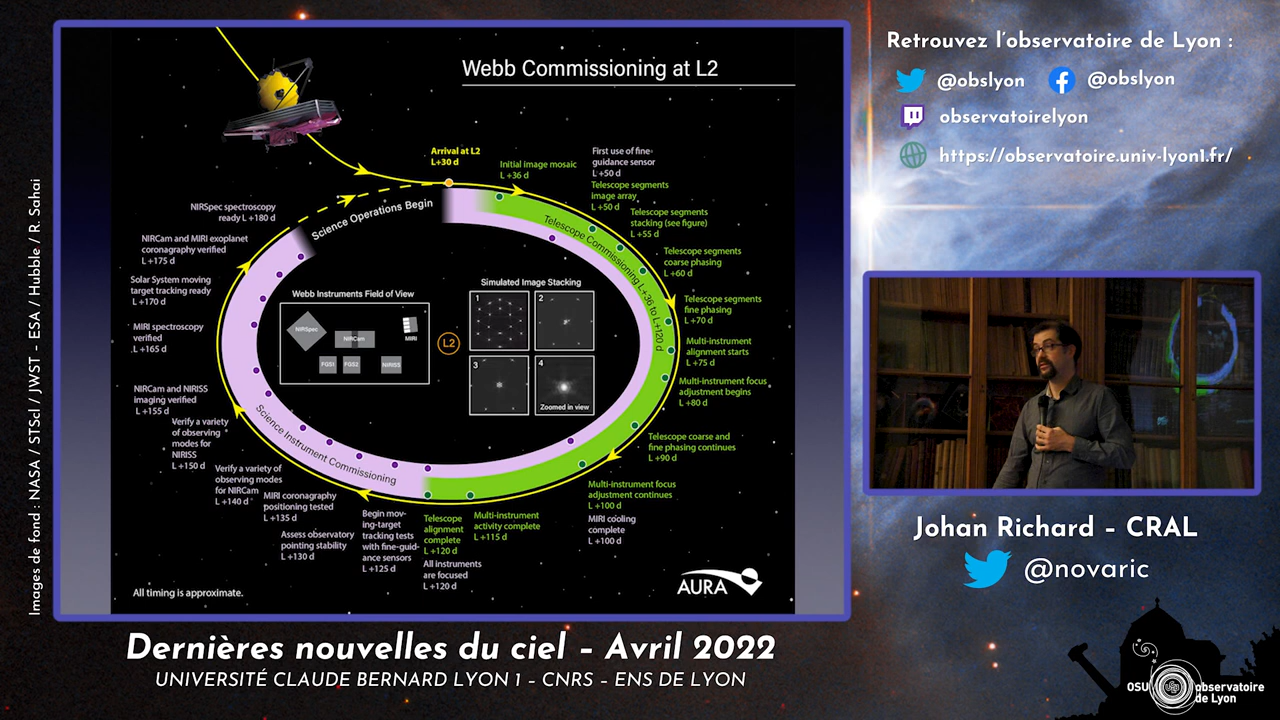 Images de fond : NASA / STScI / JWST - ESA / Hubble / R. Sahai
Webb Commissioning at L2
Arrival at L2
L+30 d
Initial image mosaic
L +36 d
First use of fine-
guidance sensor
L +50 d
Telescope segments
image array
L +50 d
Telescope segments
stacking (see figure)
L +55 d
Telescope segments
coarse phasing
L +60 d
Telescope segments
fine phasing
L +70 d
Multi-instrument
alignment starts
L +75 d
Multi-instrument focus
adjustment begins
L +80 d
Telescope coarse and
fine phasing continues
L +90 d
Multi-instrument focus
adjustment continues
L +100 d
MIRI cooling
complete
L +100 d
Multi-instrument
activity complete
L +115 d
Telescope
alignment
complete
L +120 d
All instruments
are focused
L +120 d
Begin mov-
ing-target
tracking tests
with fine-guid-
ance sensors
L +125 d
Assess observatory
pointing stability
L +130 d
MIRI coronagraphy
positioning tested
L +135 d
Verify a variety of
observing modes
for NIRCam
L +140 d
Verify a variety
of observing
modes for
NIRISS
L +150 d
NIRCam and NIRISS
imaging verified
L +155 d
MIRI spectroscopy
verified
L +165 d
Solar System moving
target tracking ready
L +170 d
NIRCam and MIRI exoplanet
coronagraphy verified
L +175 d
NIRSpec spectroscopy
ready L +180 d
Science Operations Begin
Telescope Commissioning L+36 to L+120 d
Science Instrument Commissioning
Webb Instruments Field of View
NIRSpec
NIRCam
MIRI
FGS1
FGS2
NIRISS
L2
Simulated Image Stacking
1
2
3
4
Zoomed in view
All timing is approximate.
AURA
Retrouvez l'observatoire de Lyon :
@obslyon
@obslyon
observatoirelyon
https://observatoire.univ-lyon1.fr/
Johan Richard - CRAL
@novaric
Dernières nouvelles du ciel - Avril 2022
UNIVERSITÉ CLAUDE BERNARD LYON 1 - CNRS - ENS DE LYON
OSU
observatoire
de Lyon